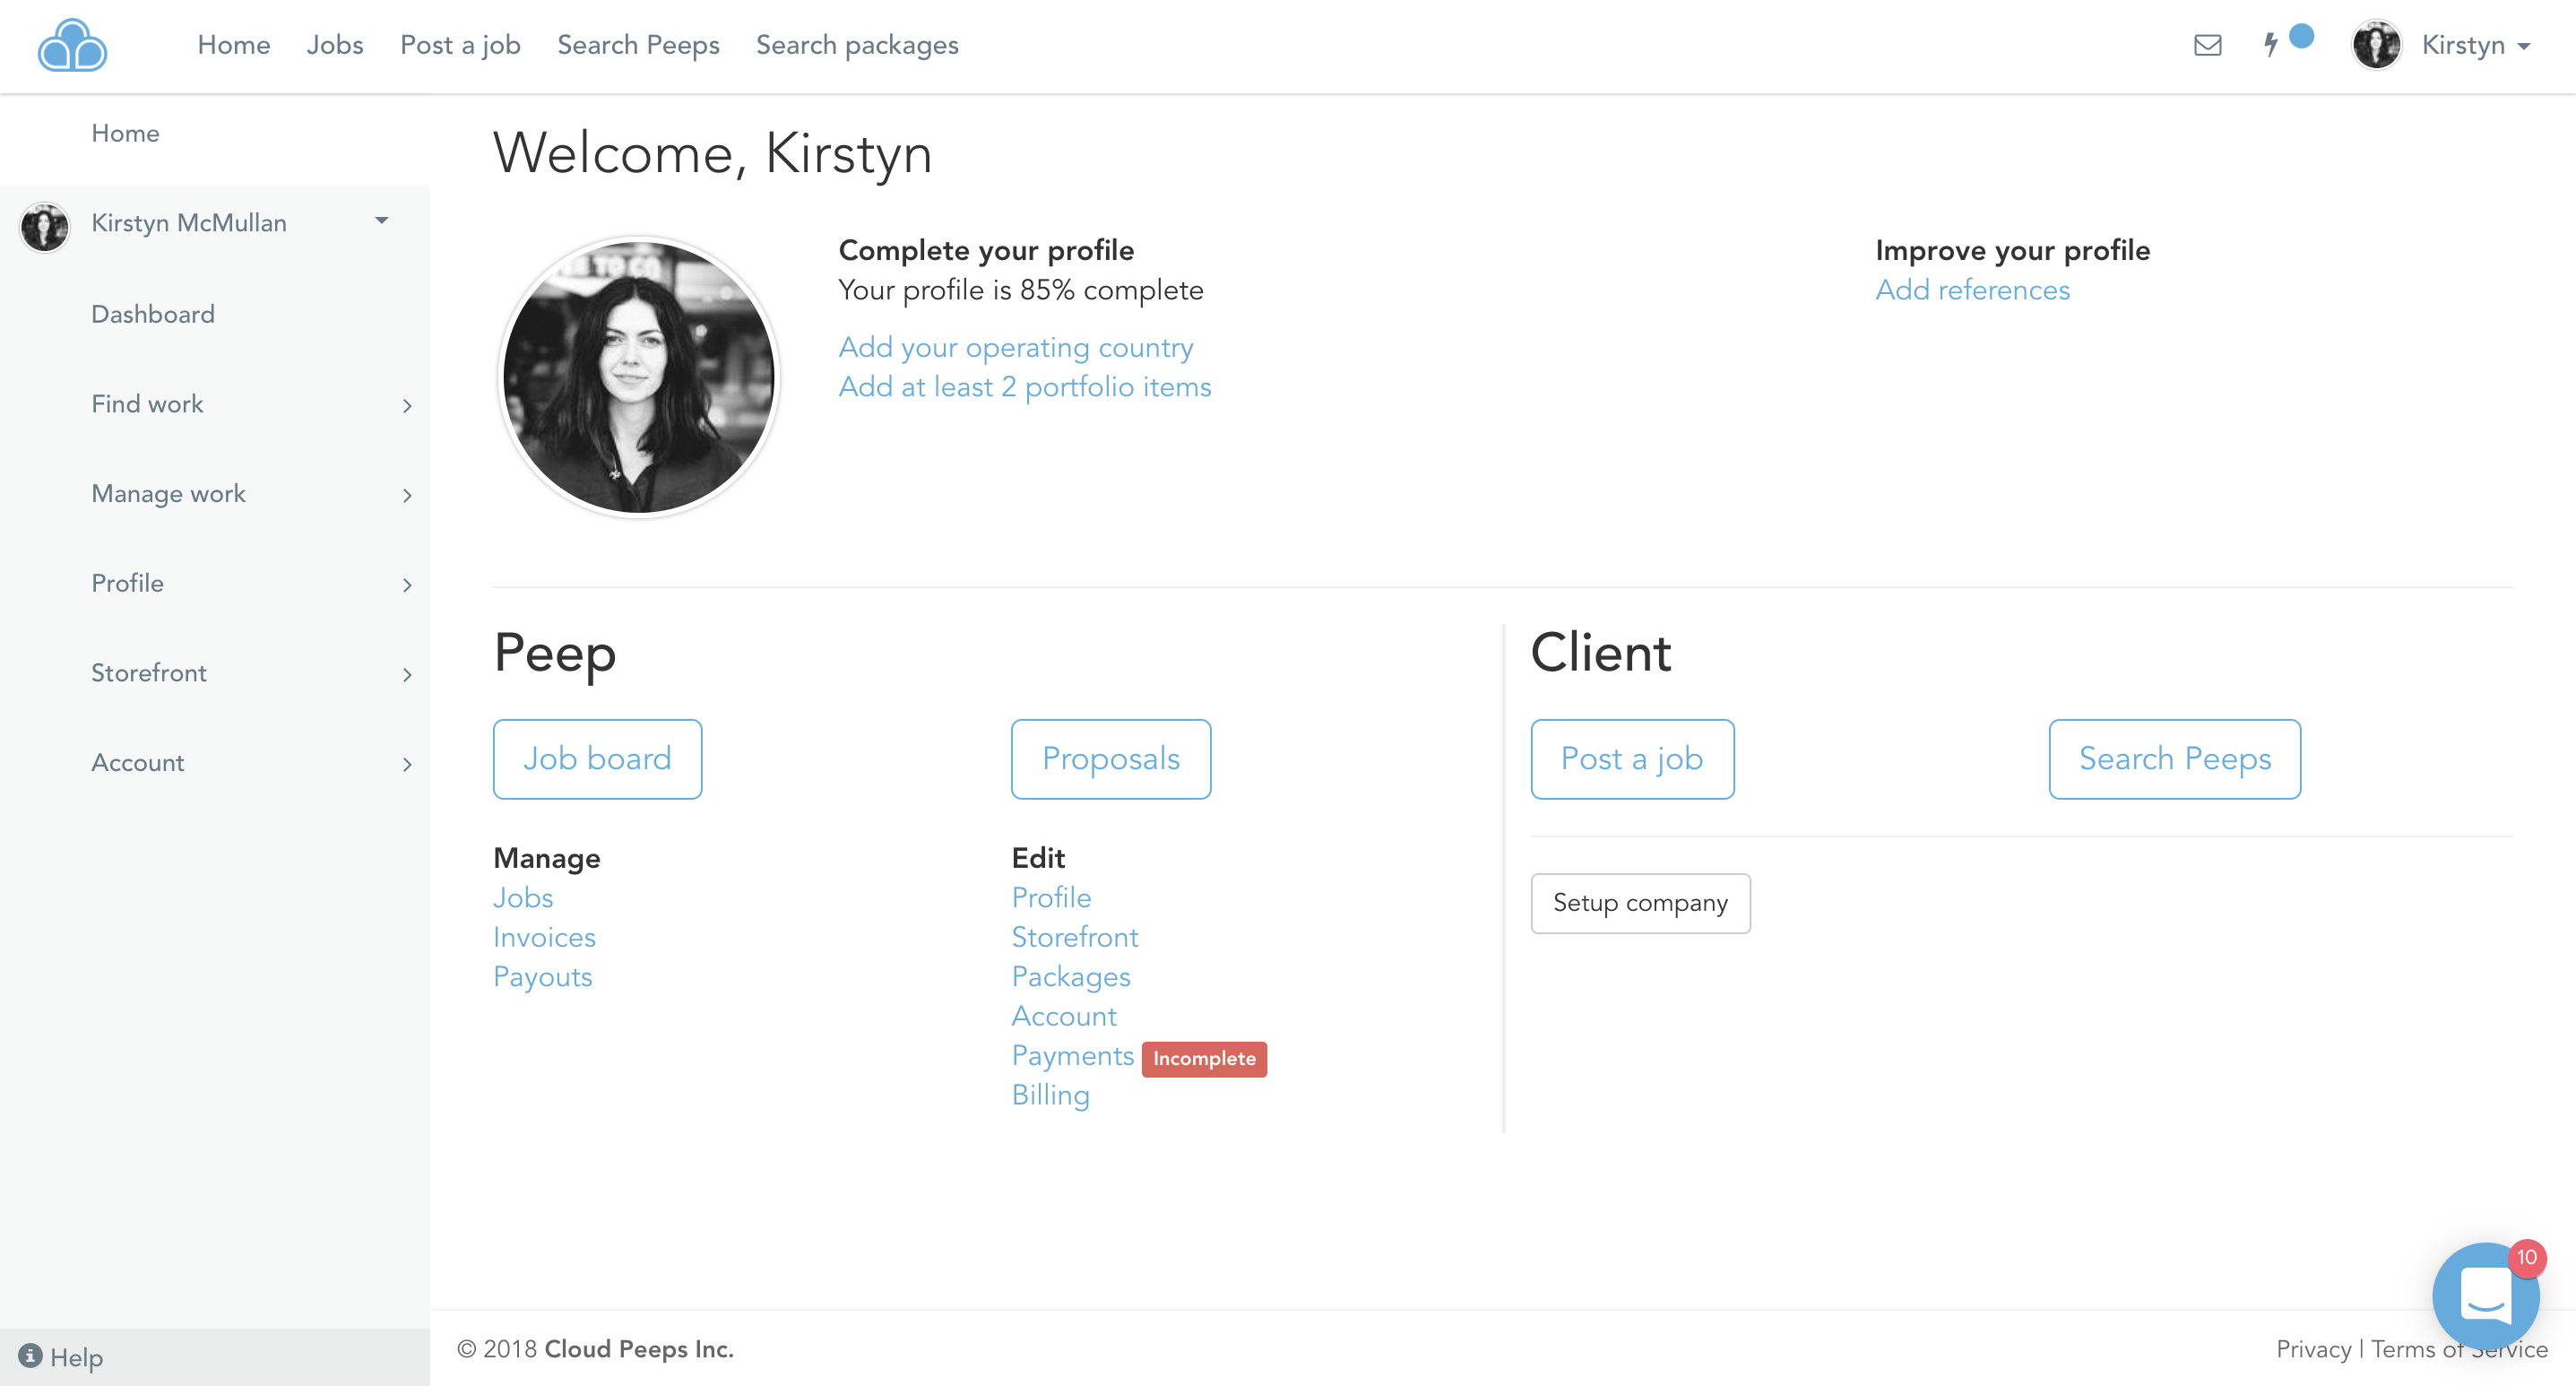 Home Jobs Post a job Search Peeps Search packages Kirstyn
Home
Kirstyn McMullan
Dashboard
Find work
Manage work
Profile
Storefront
Account
Help
Welcome, Kirstyn
Complete your profile
Your profile is 85% complete
Add your operating country
Add at least 2 portfolio items
Improve your profile
Add references
Peep
Job board
Proposals
Manage
Jobs
Invoices
Payouts
Edit
Profile
Storefront
Packages
Account
Payments Incomplete
Billing
Client
Post a job
Search Peeps
Setup company
10
© 2018 Cloud Peeps Inc.
Privacy | Terms of Service